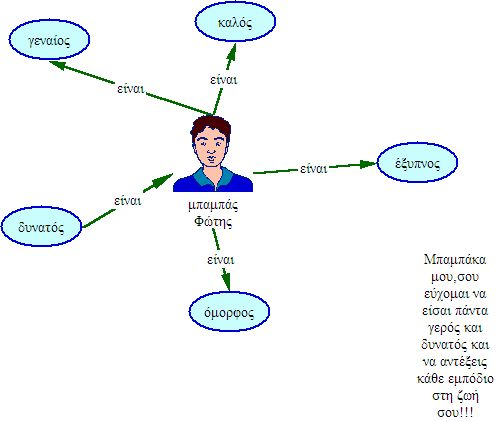 καλός
γεναίος
είναι
είναι
έξυπνος
είναι
είναι
δυνατός
μπαμπάς
Φώτης
είναι
όμορφος
Μπαμπάκα
μου,σου
εύχομαι να
είσαι πάντα
γερός και
δυνατός και
να αντέξεις
κάθε εμπόδιο
στη ζωή
σου!!!